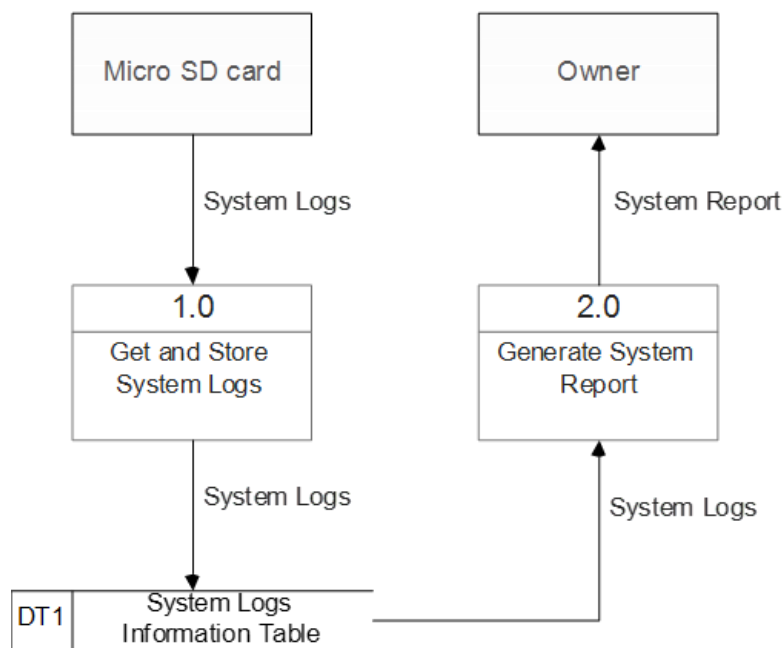 Micro SD card
Owner
System Logs
System Report
1.0
Get and Store
System Logs
2.0
Generate System
Report
System Logs
System Logs
DT1
System Logs
Information Table